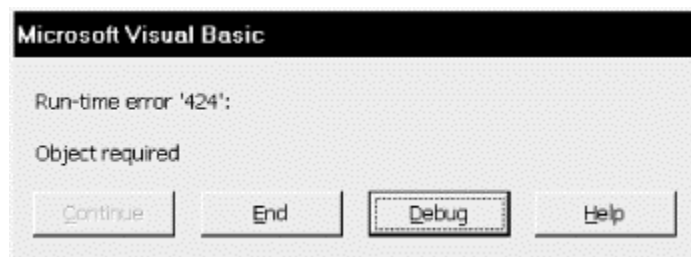 Microsoft Visual Basic
Run-time error '424':
Object required
Continue End Debug Help